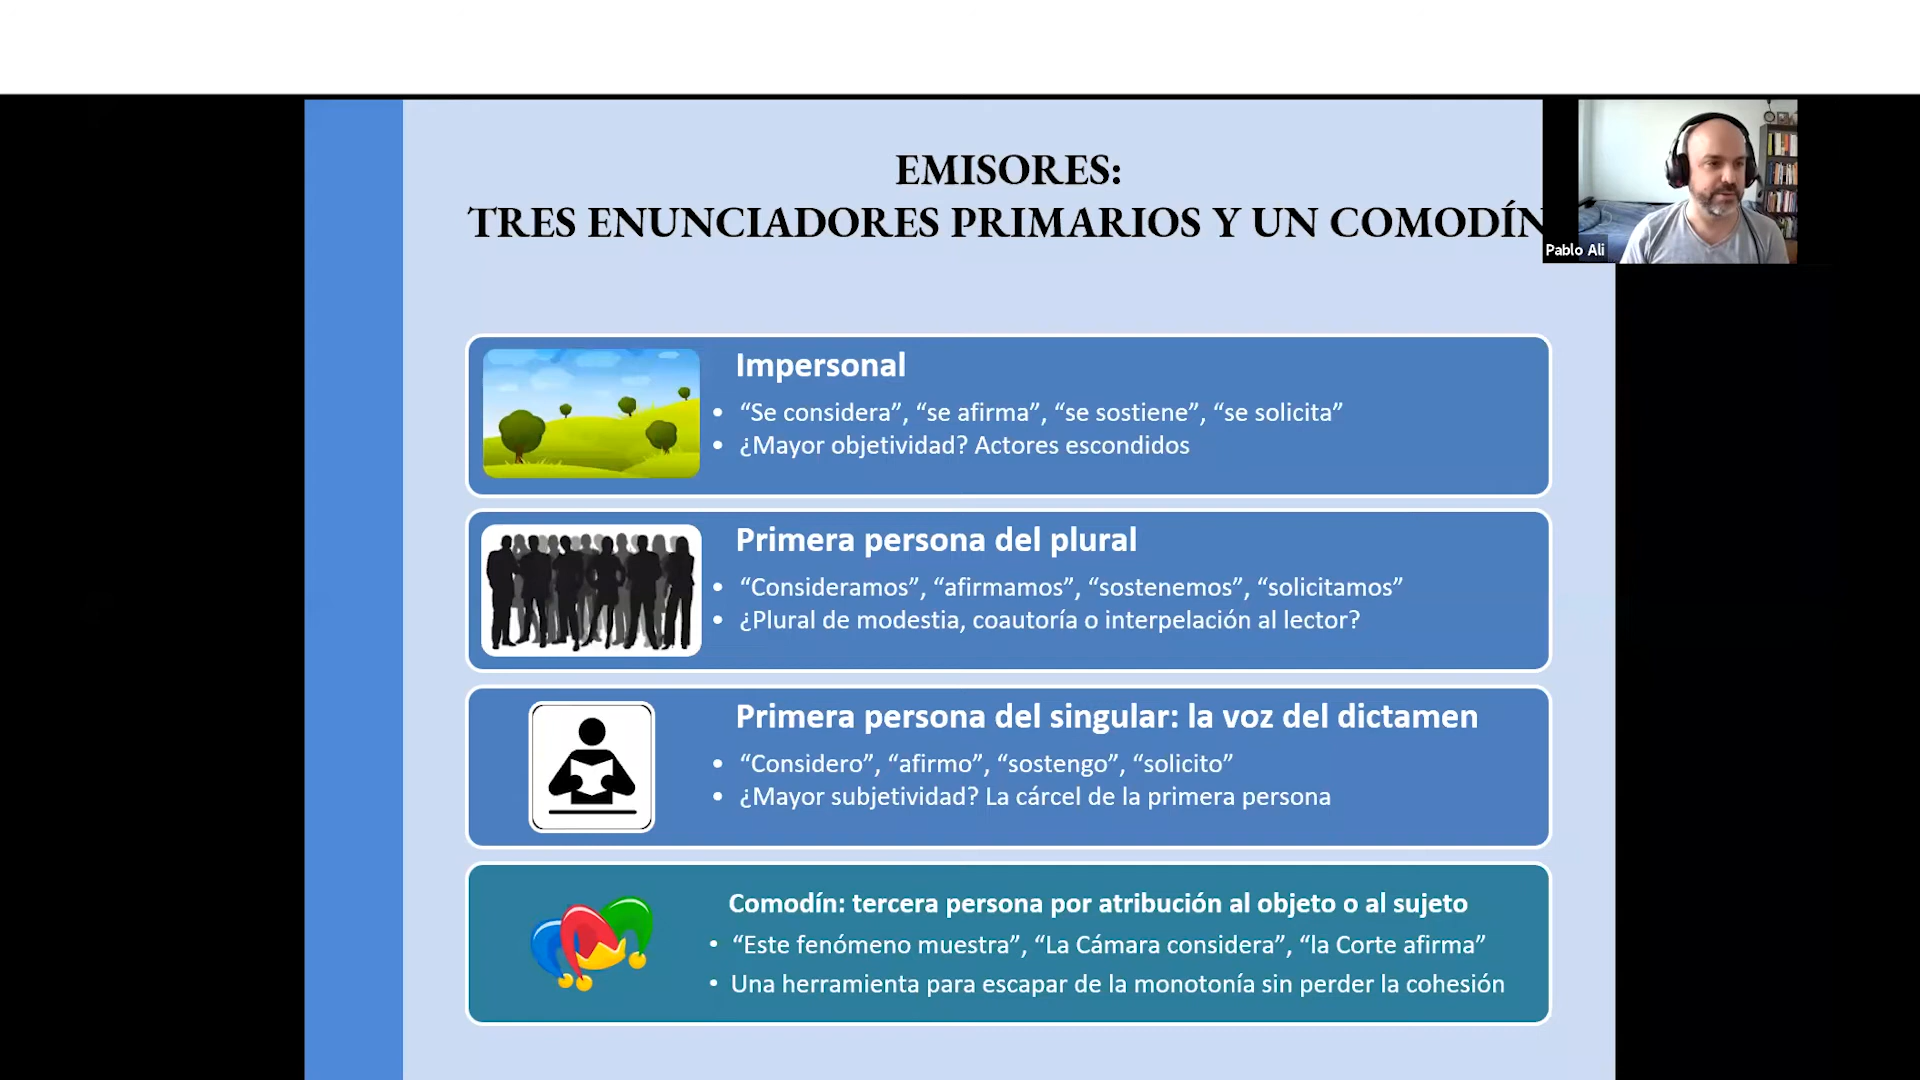 EMISORES:
TRES ENUNCIADORES PRIMARIOS Y UN COMODÍN
Pablo Ali
Impersonal
• “Se considera”, “se afirma”, “se sostiene”, “se solicita”
• ¿Mayor objetividad? Actores escondidos
Primera persona del plural
• “Consideramos”, “afirmamos”, “sostenemos”, “solicitamos”
• ¿Plural de modestia, coautoría o interpelación al lector?
Primera persona del singular: la voz del dictamen
• “Considero”, “afirmo”, “sostengo”, “solicito”
• ¿Mayor subjetividad? La cárcel de la primera persona
Comodín: tercera persona por atribución al objeto o al sujeto
• “Este fenómeno muestra”, “La Cámara considera”, “la Corte afirma”
• Una herramienta para escapar de la monotonía sin perder la cohesión